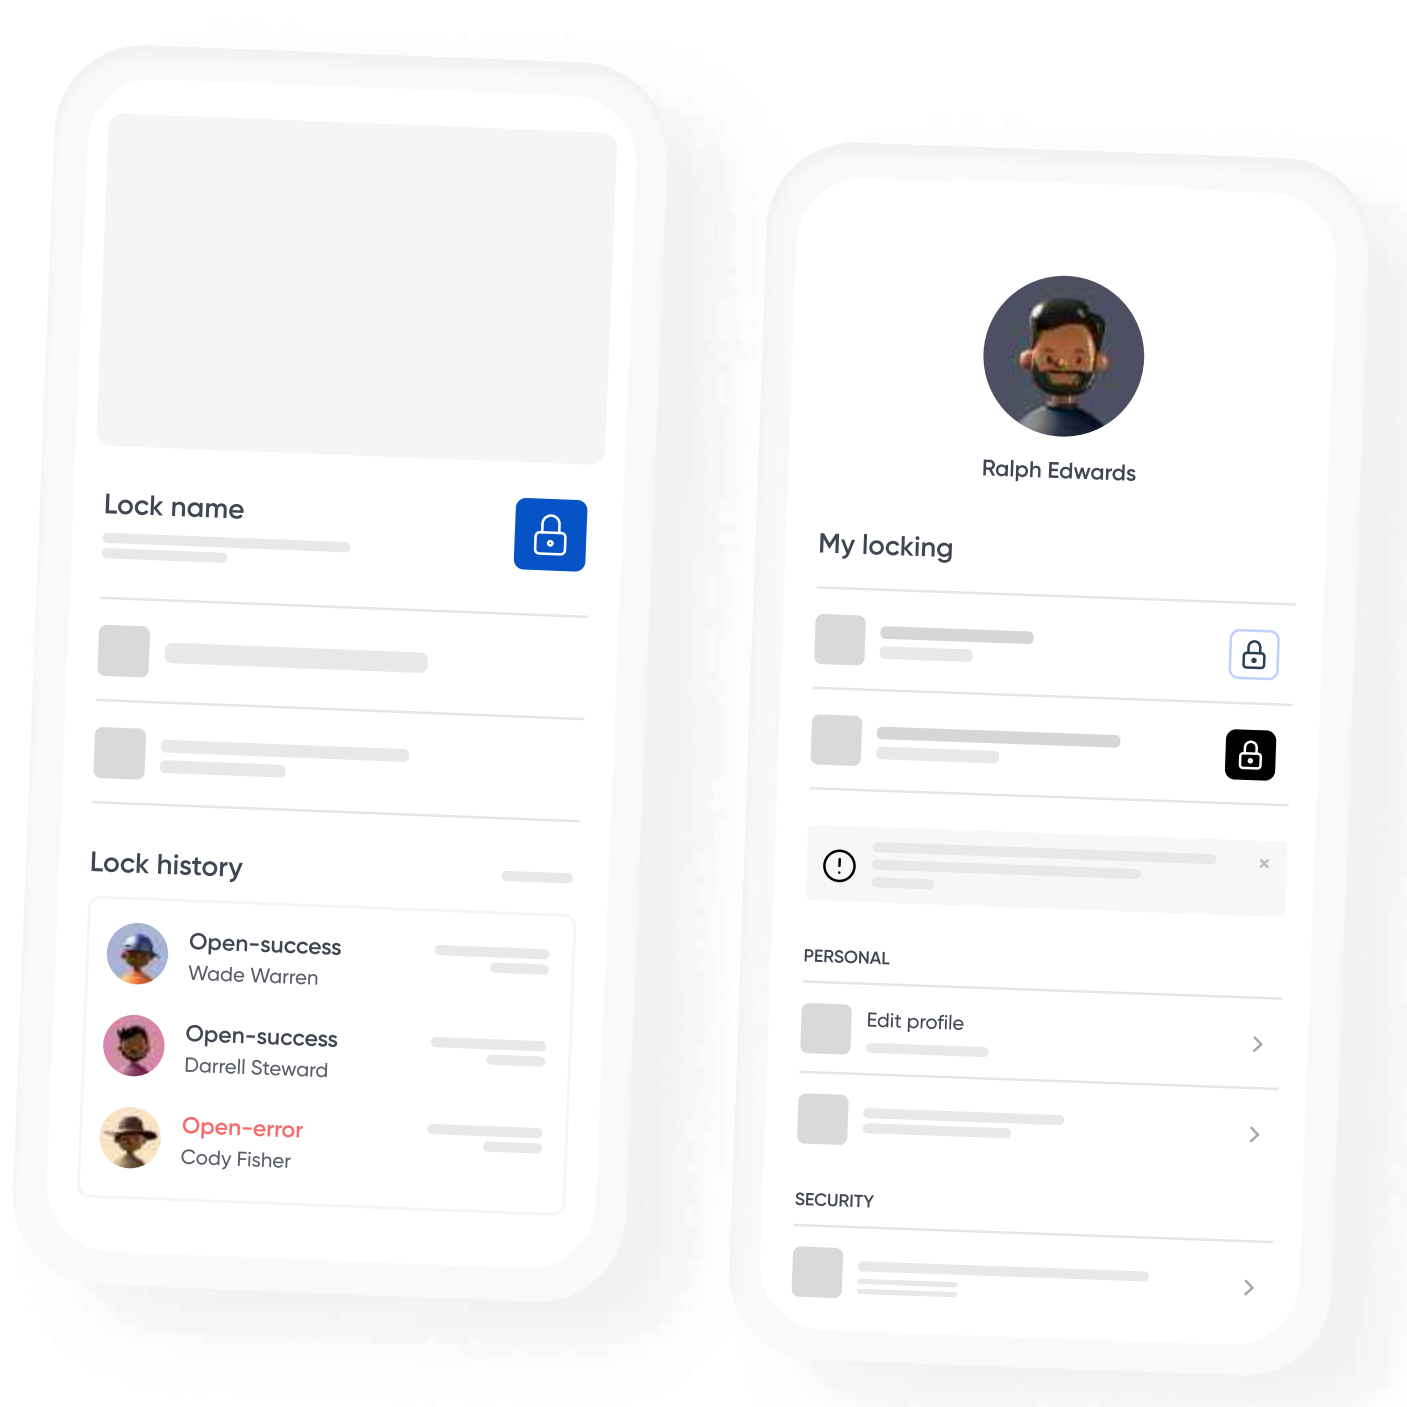 Lock name
Lock history
Open-success
Wade Warren
Open-success
Darrell Steward
Open-error
Cody Fisher
Ralph Edwards
My locking
PERSONAL
Edit profile
SECURITY